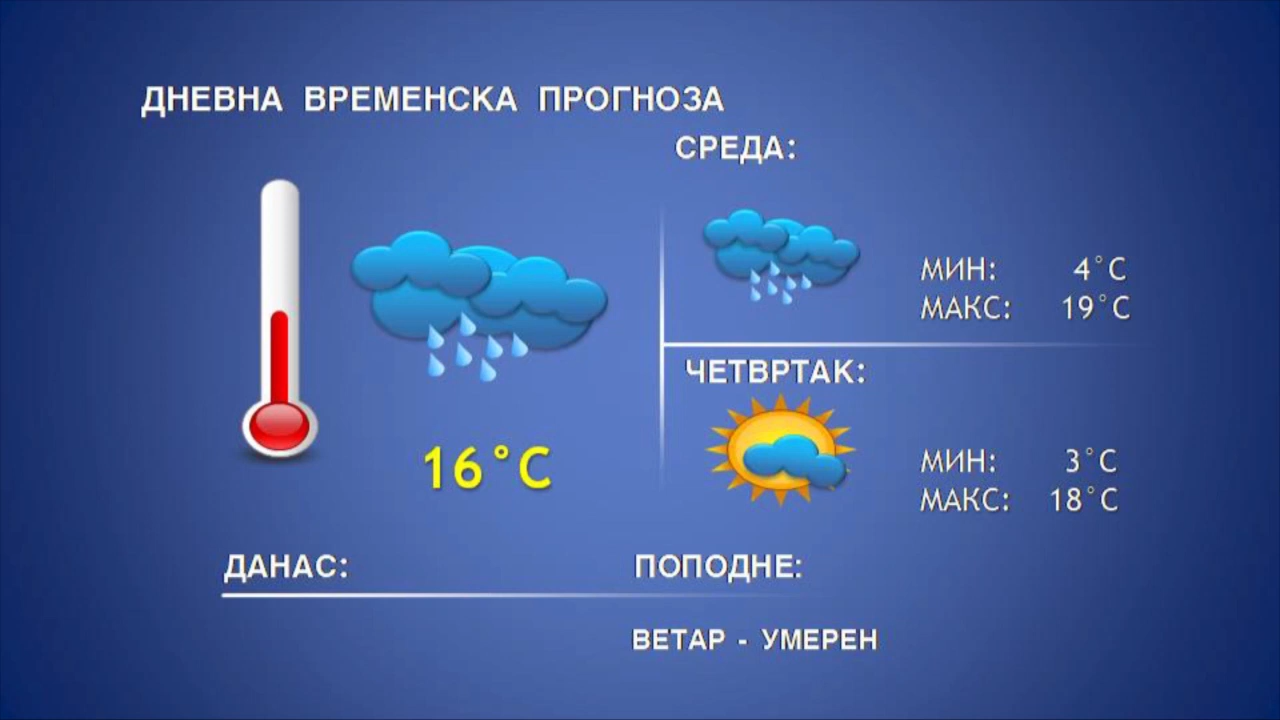 ДНЕВНА ВРЕМЕНСКА ПРОГНОЗА
16°C
СРЕДА:
МИН: 4°C
МАКС: 19°C
ЧЕТВРТАК:
МИН: 3°C
МАКС: 18°C
ДАНАС:
ПОПОДНЕ:
ВЕТАР - УМЕРЕН